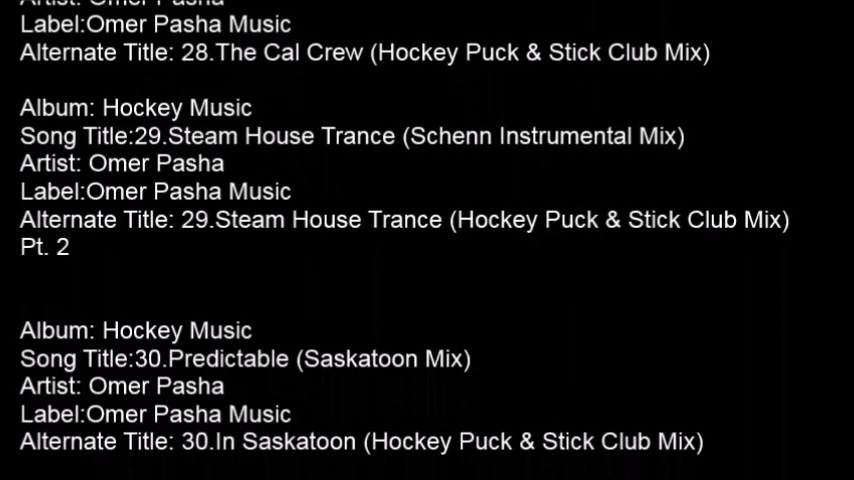 Artist: Omer Pasha
Label:Omer Pasha Music
Alternate Title: 28.The Cal Crew (Hockey Puck & Stick Club Mix)
Album: Hockey Music
Song Title:29.Steam House Trance (Schenn Instrumental Mix)
Artist: Omer Pasha
Label:Omer Pasha Music
Alternate Title: 29.Steam House Trance (Hockey Puck & Stick Club Mix)
Pt. 2
Album: Hockey Music
Song Title:30.Predictable (Saskatoon Mix)
Artist: Omer Pasha
Label:Omer Pasha Music
Alternate Title: 30.In Saskatoon (Hockey Puck & Stick Club Mix)